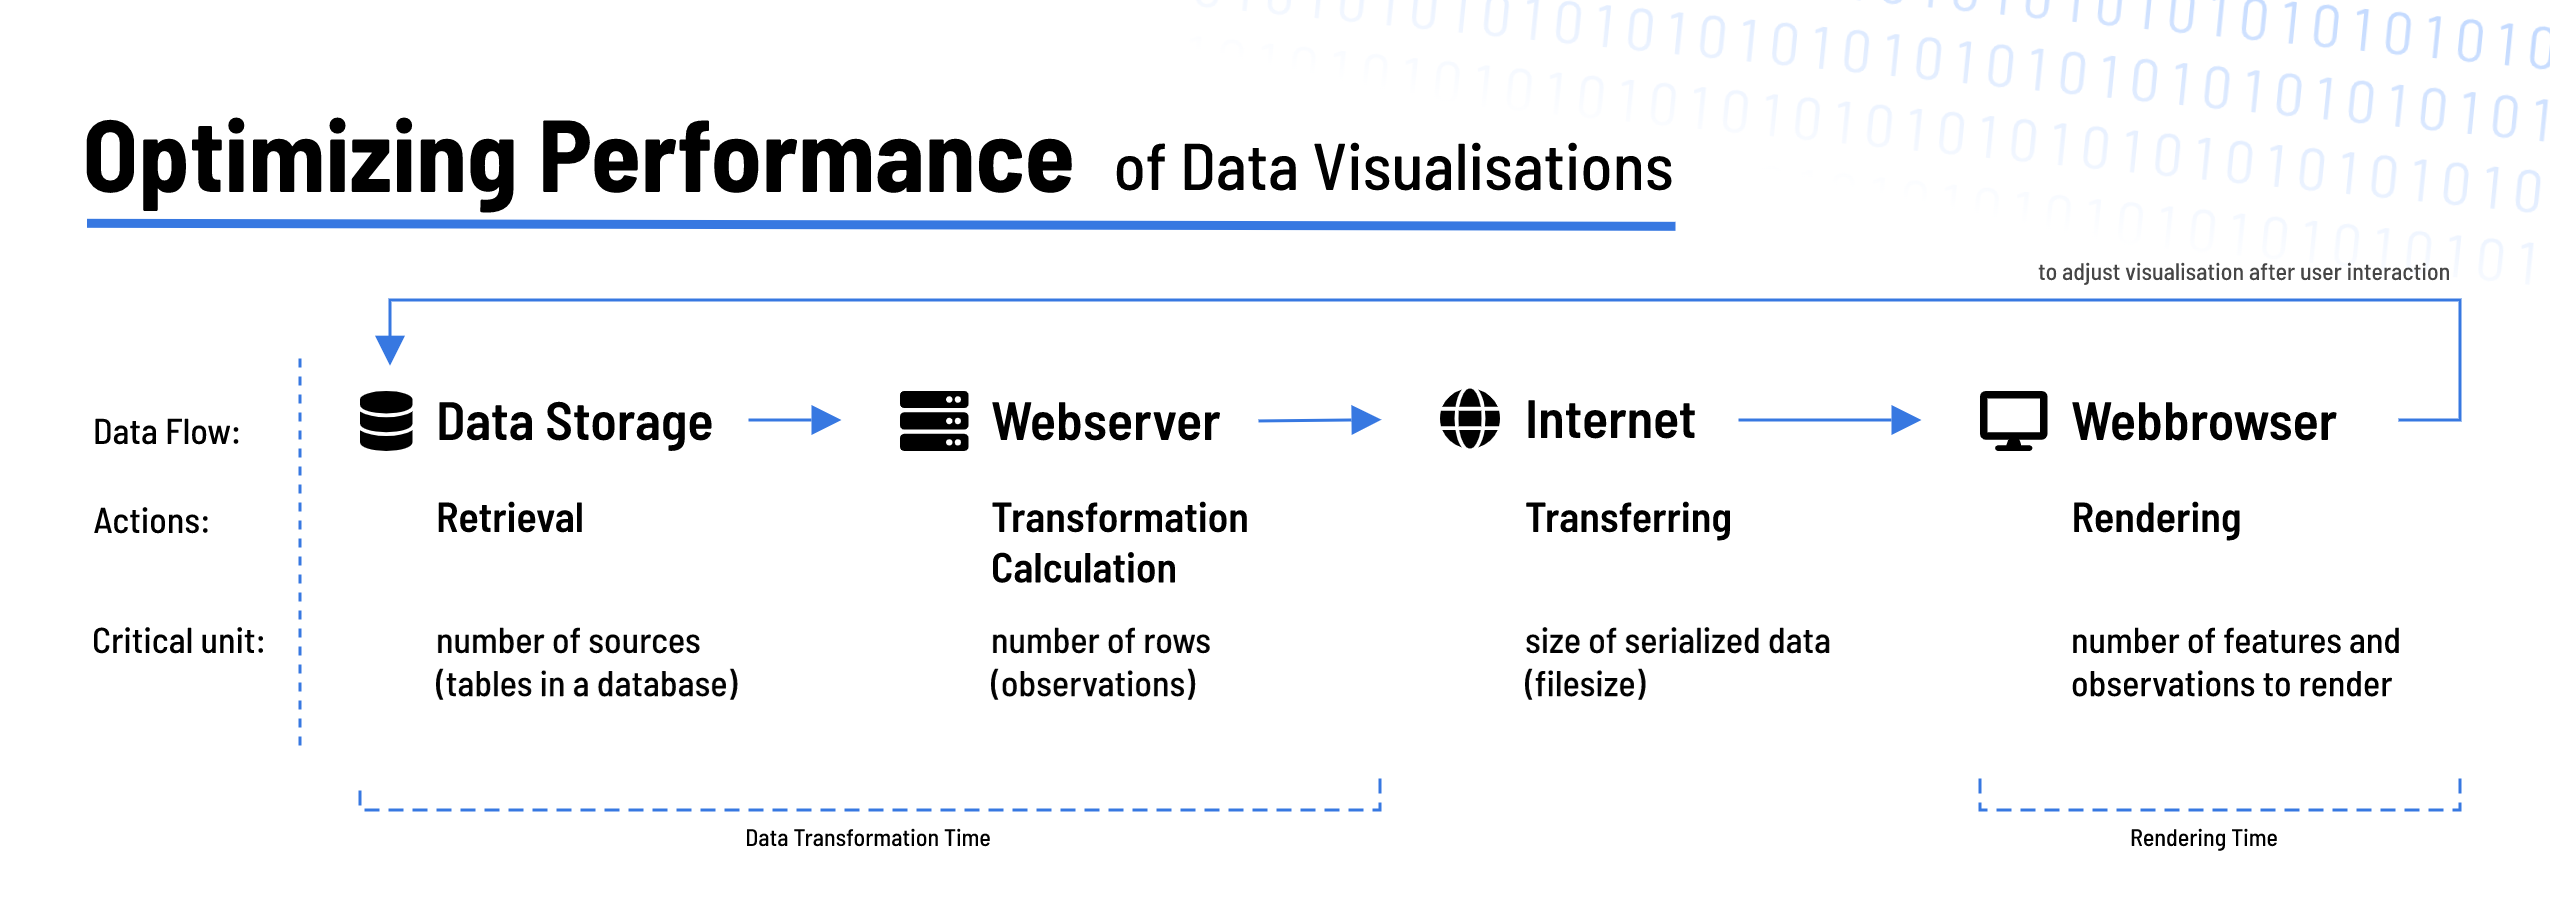 Optimizing Performance of Data Visualisations
to adjust visualisation after user interaction
Data Flow: Data Storage Webserver Internet Webbrowser
Actions: Retrieval Transformation Transferring Rendering
Calculation
Critical unit: number of sources number of rows size of serialized data number of features and
(tables in a database) (observations) (filesize) observations to render
Data Transformation Time Rendering Time